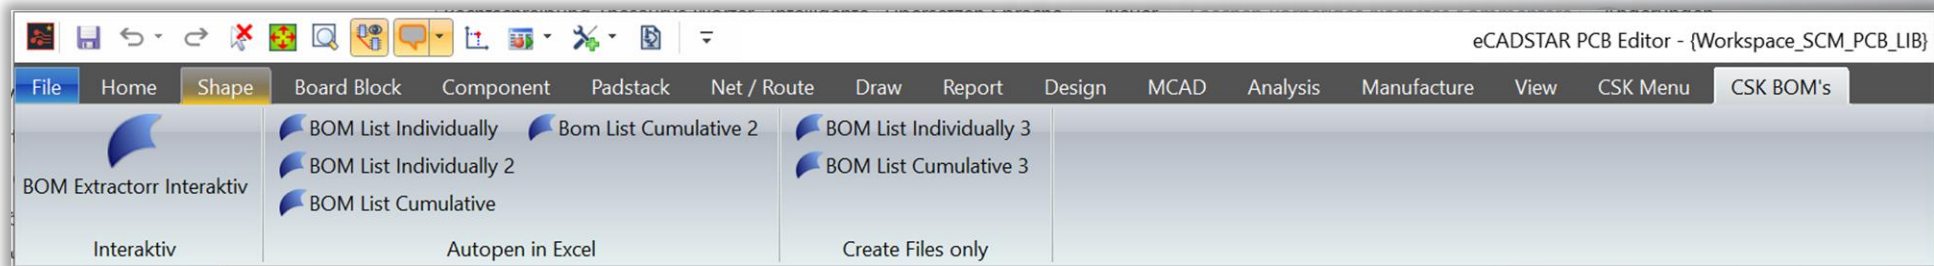 eCADSTAR PCB Editor - {Workspace_SCM_PCB_LIB}
File Home Shape Board Block Component Padstack Net / Route Draw Report Design MCAD Analysis Manufacture View CSK Menu CSK BOM's
BOM Extractorr Interaktiv
Interaktiv
BOM List Individually
Bom List Cumulative 2
BOM List Individually 2
BOM List Cumulative
Autopen in Excel
BOM List Individually 3
BOM List Cumulative 3
Create Files only